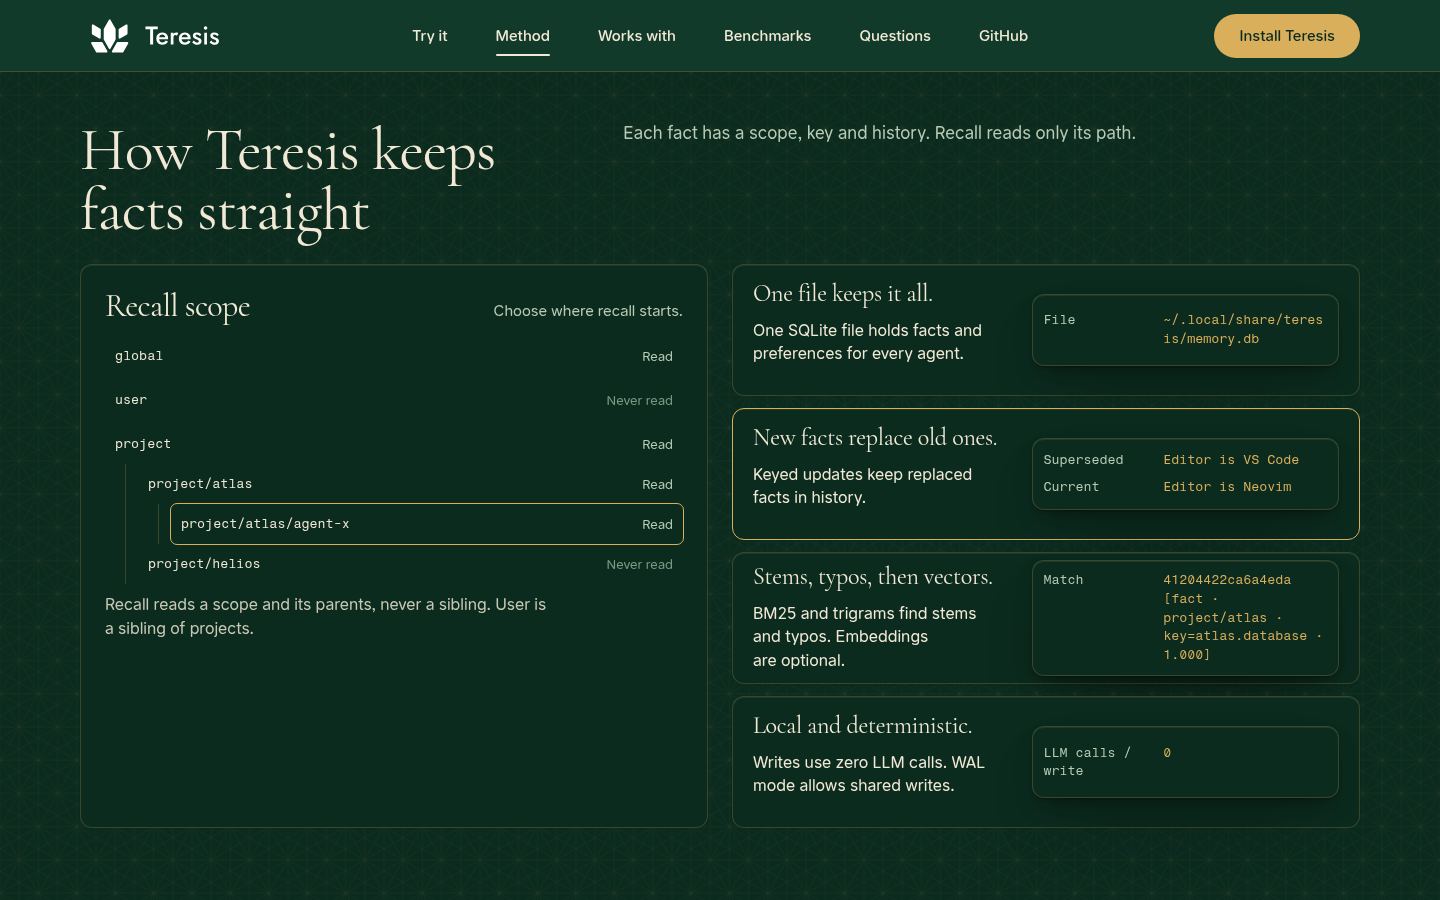 Teresis
Try it
Method
Works with
Benchmarks
Questions
GitHub
Install Teresis
How Teresis keeps
facts straight
Each fact has a scope, key and history. Recall reads only its path.
Recall scope
Choose where recall starts.
global
Read
user
Never read
project
Read
project/atlas
Read
project/atlas/agent-x
Read
project/helios
Never read
Recall reads a scope and its parents, never a sibling. User is
a sibling of projects.
One file keeps it all.
One SQLite file holds facts and
preferences for every agent.
File
~/.local/share/teres
is/memory.db
New facts replace old ones.
Keyed updates keep replaced
facts in history.
Superseded
Editor is VS Code
Current
Editor is Neovim
Stems, typos, then vectors.
BM25 and trigrams find stems
and typos. Embeddings
are optional.
Match
41204422ca6a4eda
[fact ·
project/atlas ·
key=atlas.database ·
1.000]
Local and deterministic.
Writes use zero LLM calls. WAL
mode allows shared writes.
LLM calls /
write
0